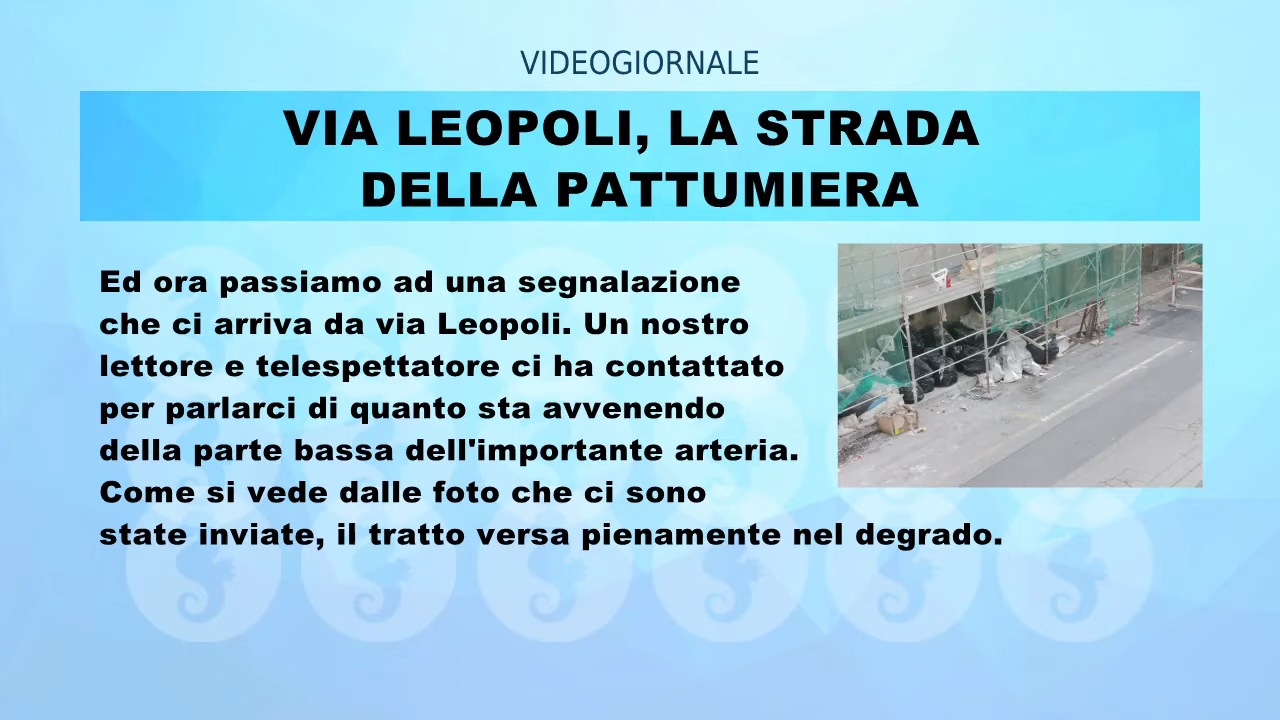 VIDEOGIORNALE
VIA LEOPOLI, LA STRADA
DELLA PATTUMIERA
Ed ora passiamo ad una segnalazione
che ci arriva da via Leopoli. Un nostro
lettore e telespettatore ci ha contattato
per parlarci di quanto sta avvenendo
della parte bassa dell'importante arteria.
Come si vede dalle foto che ci sono
state inviate, il tratto versa pienamente nel degrado.